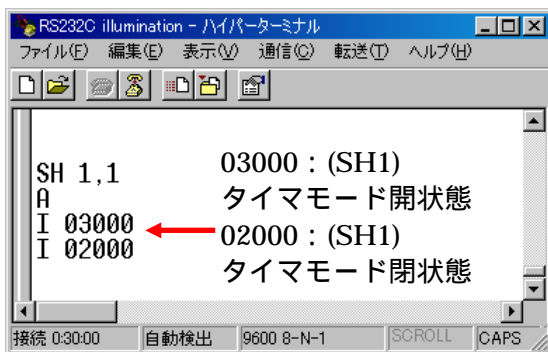 RS232C illumination - ハイパーターミナル
ファイル(F) 編集(E) 表示(V) 通信(C) 転送(T) ヘルプ(H)
SH 1,1
A
I 03000
I 02000
03000：(SH1)
タイマモード開状態
02000：(SH1)
タイマモード閉状態
接続 0:30:00 自動検出 9600 8-N-1 SCROLL CAPS